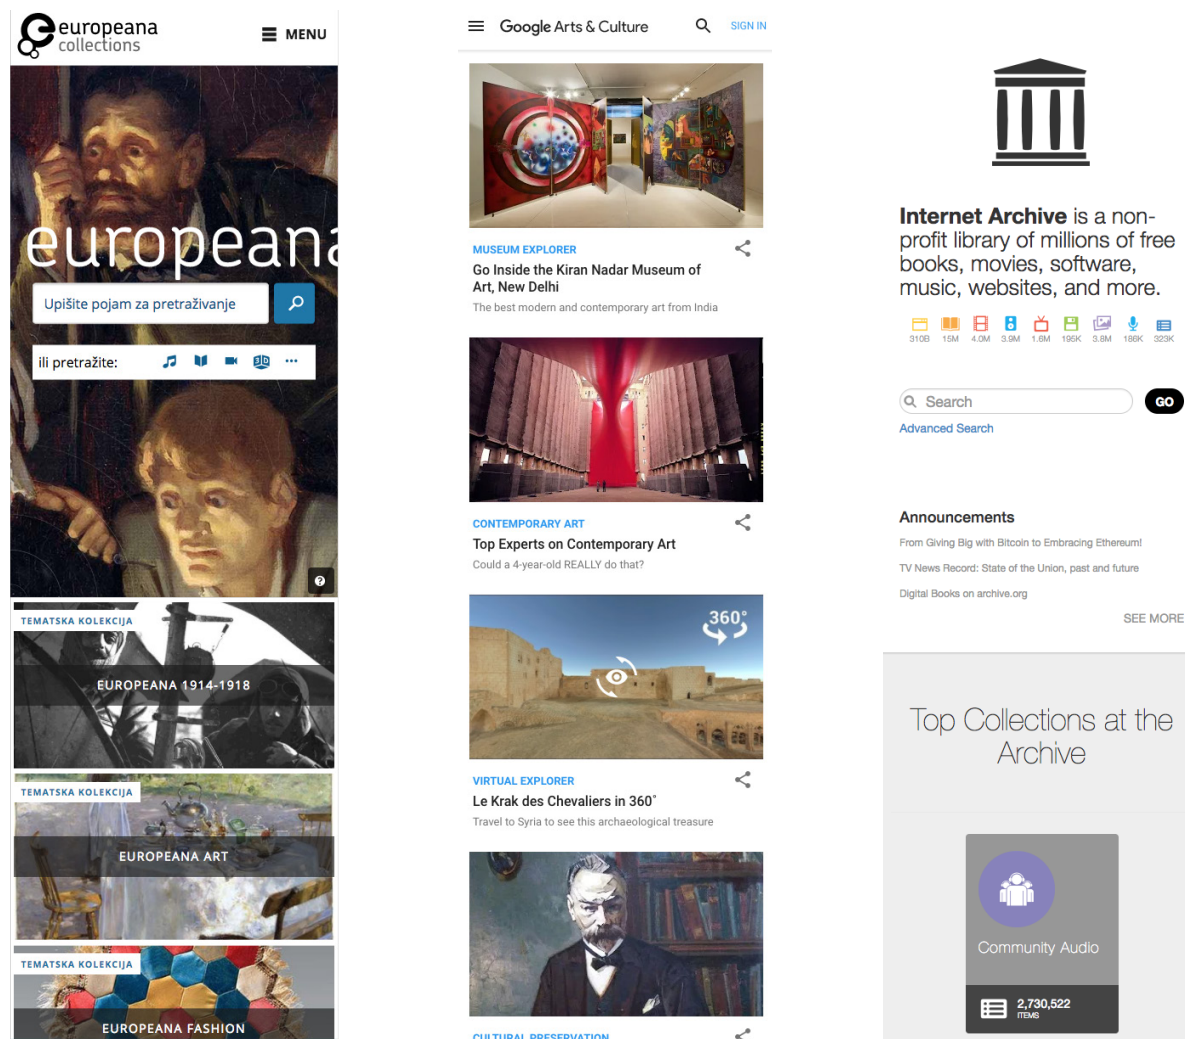 europeana
collections
MENU
europeana
Upišite pojam za pretraživanje
ili pretražite:
3D
?
TEMATSKA KOLEKCIJA
EUROPEANA 1914-1918
TEMATSKA KOLEKCIJA
EUROPEANA ART
TEMATSKA KOLEKCIJA
EUROPEANA FASHION
Google Arts & Culture
SIGN IN
MUSEUM EXPLORER
Go Inside the Kiran Nadar Museum of
Art, New Delhi
The best modern and contemporary art from India
CONTEMPORARY ART
Top Experts on Contemporary Art
Could a 4-year-old REALLY do that?
360°
VIRTUAL EXPLORER
Le Krak des Chevaliers in 360˚
Travel to Syria to see this archaeological treasure
CULTURAL PRESERVATION
Internet Archive is a non-
profit library of millions of free
books, movies, software,
music, websites, and more.
310B 15M 4.0M 3.9M 1.6M 195K 3.8M 186K 323K
Search
GO
Advanced Search
Announcements
From Giving Big with Bitcoin to Embracing Ethereum!
TV News Record: State of the Union, past and future
Digital Books on archive.org
SEE MORE
Top Collections at the
Archive
Community Audio
2,730,522
ITEMS